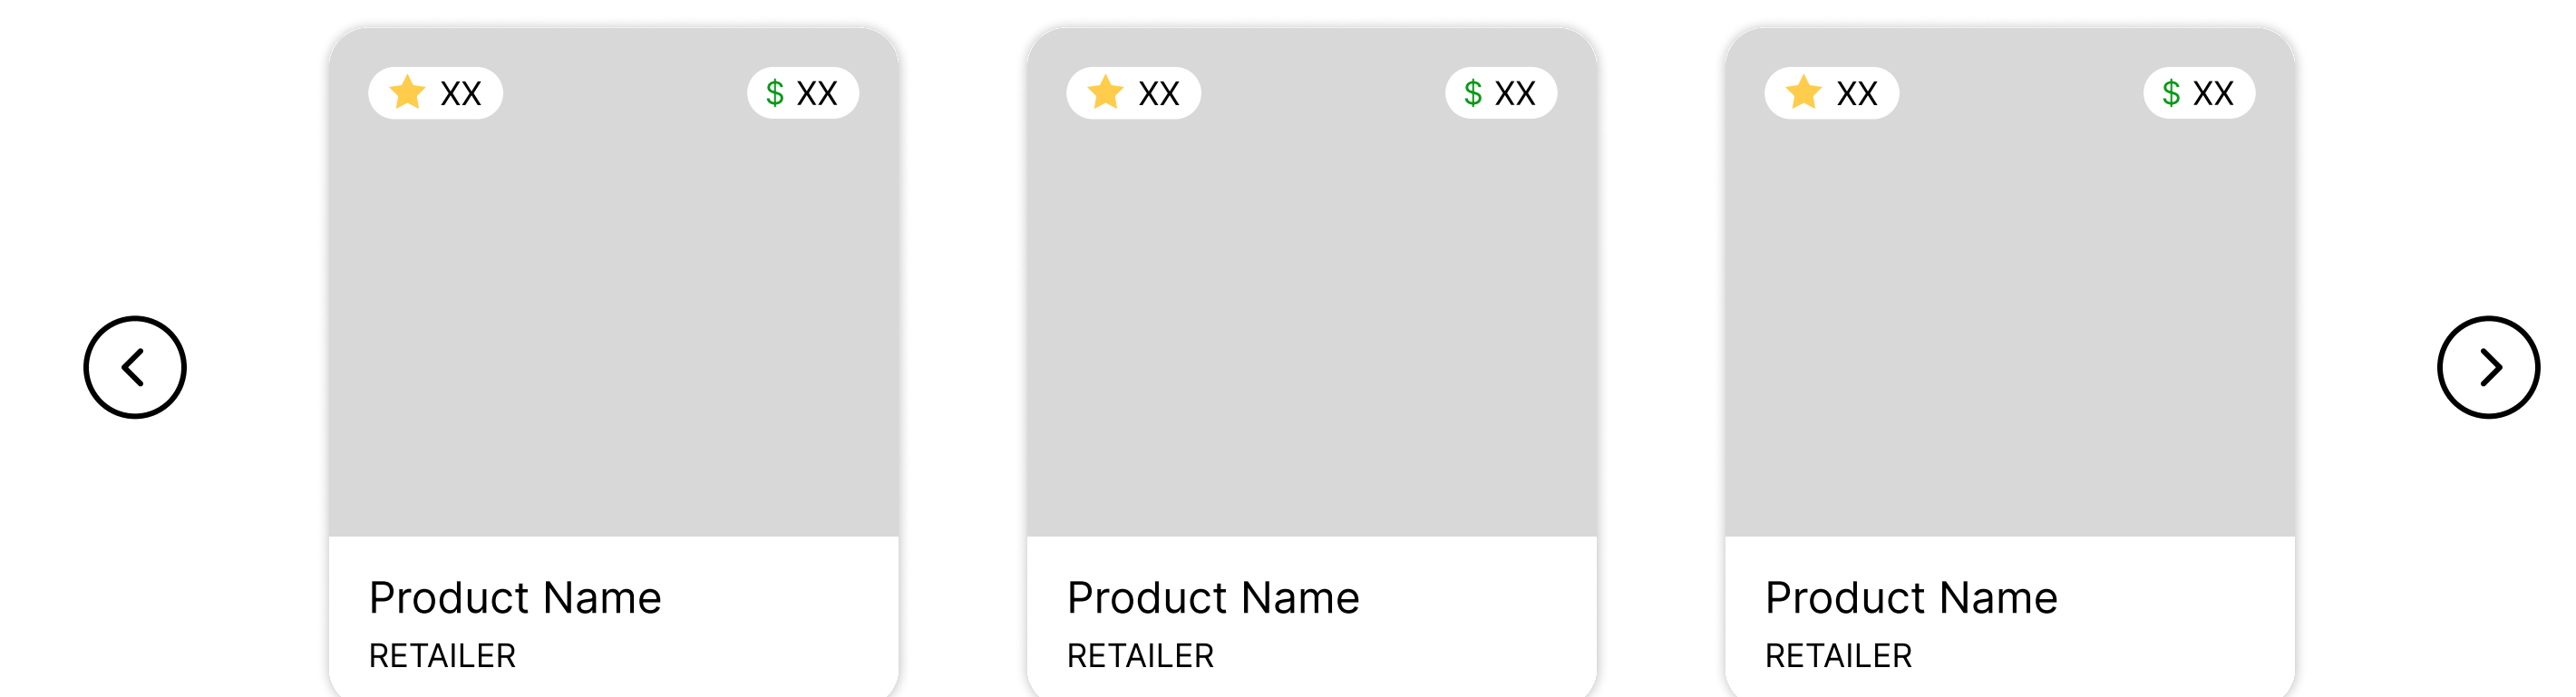 XX
$ XX
XX
$ XX
XX
$ XX
Product Name
RETAILER
Product Name
RETAILER
Product Name
RETAILER